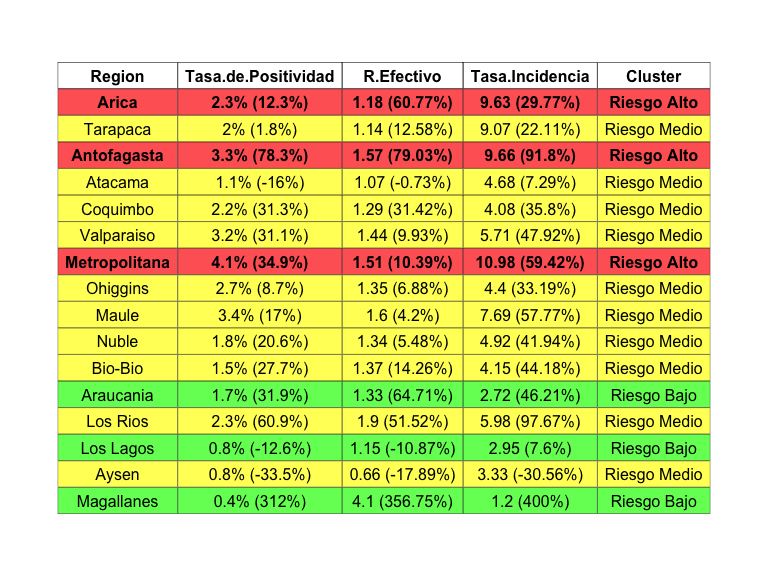 Region Tasa.de.Positividad R.Efectivo Tasa.Incidencia Cluster
Arica 2.3% (12.3%) 1.18 (60.77%) 9.63 (29.77%) Riesgo Alto
Tarapaca 2% (1.8%) 1.14 (12.58%) 9.07 (22.11%) Riesgo Medio
Antofagasta 3.3% (78.3%) 1.57 (79.03%) 9.66 (91.8%) Riesgo Alto
Atacama 1.1% (-16%) 1.07 (-0.73%) 4.68 (7.29%) Riesgo Medio
Coquimbo 2.2% (31.3%) 1.29 (31.42%) 4.08 (35.8%) Riesgo Medio
Valparaiso 3.2% (31.1%) 1.44 (9.93%) 5.71 (47.92%) Riesgo Medio
Metropolitana 4.1% (34.9%) 1.51 (10.39%) 10.98 (59.42%) Riesgo Alto
Ohiggins 2.7% (8.7%) 1.35 (6.88%) 4.4 (33.19%) Riesgo Medio
Maule 3.4% (17%) 1.6 (4.2%) 7.69 (57.77%) Riesgo Medio
Nuble 1.8% (20.6%) 1.34 (5.48%) 4.92 (41.94%) Riesgo Medio
Bio-Bio 1.5% (27.7%) 1.37 (14.26%) 4.15 (44.18%) Riesgo Medio
Araucania 1.7% (31.9%) 1.33 (64.71%) 2.72 (46.21%) Riesgo Bajo
Los Rios 2.3% (60.9%) 1.9 (51.52%) 5.98 (97.67%) Riesgo Medio
Los Lagos 0.8% (-12.6%) 1.15 (-10.87%) 2.95 (7.6%) Riesgo Bajo
Aysen 0.8% (-33.5%) 0.66 (-17.89%) 3.33 (-30.56%) Riesgo Medio
Magallanes 0.4% (312%) 4.1 (356.75%) 1.2 (400%) Riesgo Bajo